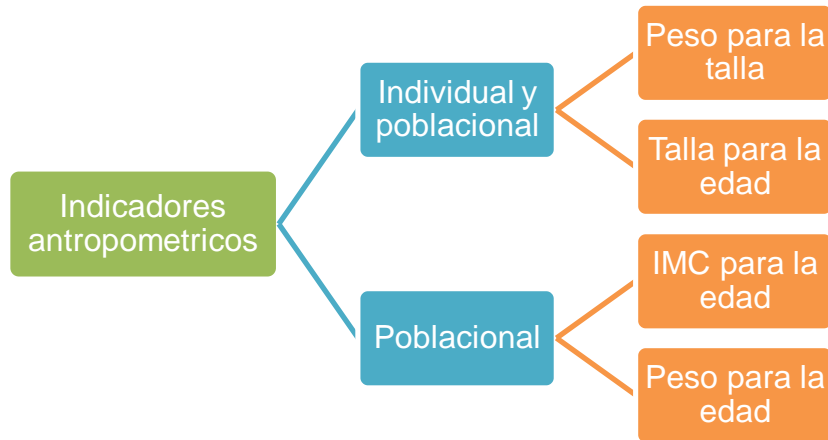 Indicadores
antropometricos
Individual y
poblacional
Peso para la
talla
Talla para la
edad
Poblacional
IMC para la
edad
Peso para la
edad